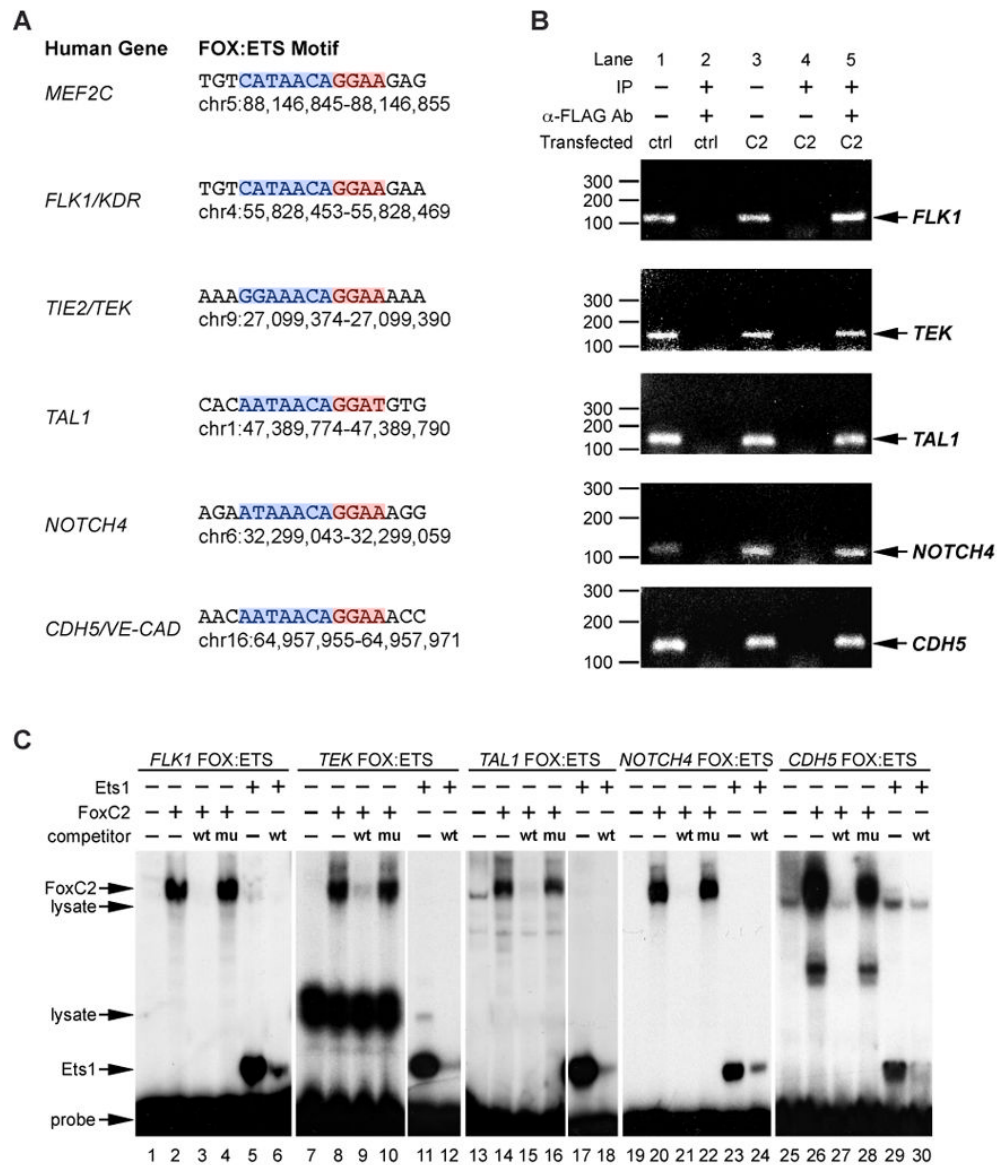 A
Human Gene FOX:ETS Motif
MEF2C TGTCATAACAGGAAGAG
chr5:88,146,845-88,146,855
FLK1/KDR TGTCATAACAGGAAGAA
chr4:55,828,453-55,828,469
TIE2/TEK AAAGGAAACAGGAAAAA
chr9:27,099,374-27,099,390
TAL1 CACAATAACAGGATGTG
chr1:47,389,774-47,389,790
NOTCH4 AGAATAAACAGGAAAGG
chr6:32,299,043-32,299,059
CDH5/VE-CAD AACAATAACAGGAAACC
chr16:64,957,955-64,957,971
B
Lane 1 2 3 4 5
IP – + – + +
α-FLAG Ab – + – – +
Transfected ctrl ctrl C2 C2 C2
300
200
100
FLK1
300
200
100
TEK
300
200
100
TAL1
300
200
100
NOTCH4
300
200
100
CDH5
C
FLK1 FOX:ETS TEK FOX:ETS TAL1 FOX:ETS NOTCH4 FOX:ETS CDH5 FOX:ETS
Ets1 – – – – + + – – – – + + – – – – + + – – – – + + – – – – + +
FoxC2 – + + + – – – + + + – – – + + + – – – + + + – – – + + + – –
competitor – – wt mu – wt – – wt mu – wt – – wt mu – wt – – wt mu – wt – – wt mu – wt
FoxC2
lysate
lysate
Ets1
probe
1 2 3 4 5 6 7 8 9 10 11 12 13 14 15 16 17 18 19 20 21 22 23 24 25 26 27 28 29 30